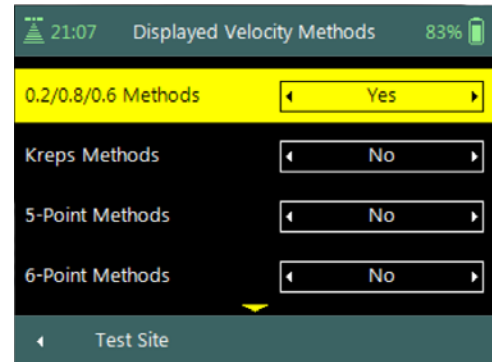 21:07 Displayed Velocity Methods 83%
0.2/0.8/0.6 Methods Yes
Kreps Methods No
5-Point Methods No
6-Point Methods No
Test Site